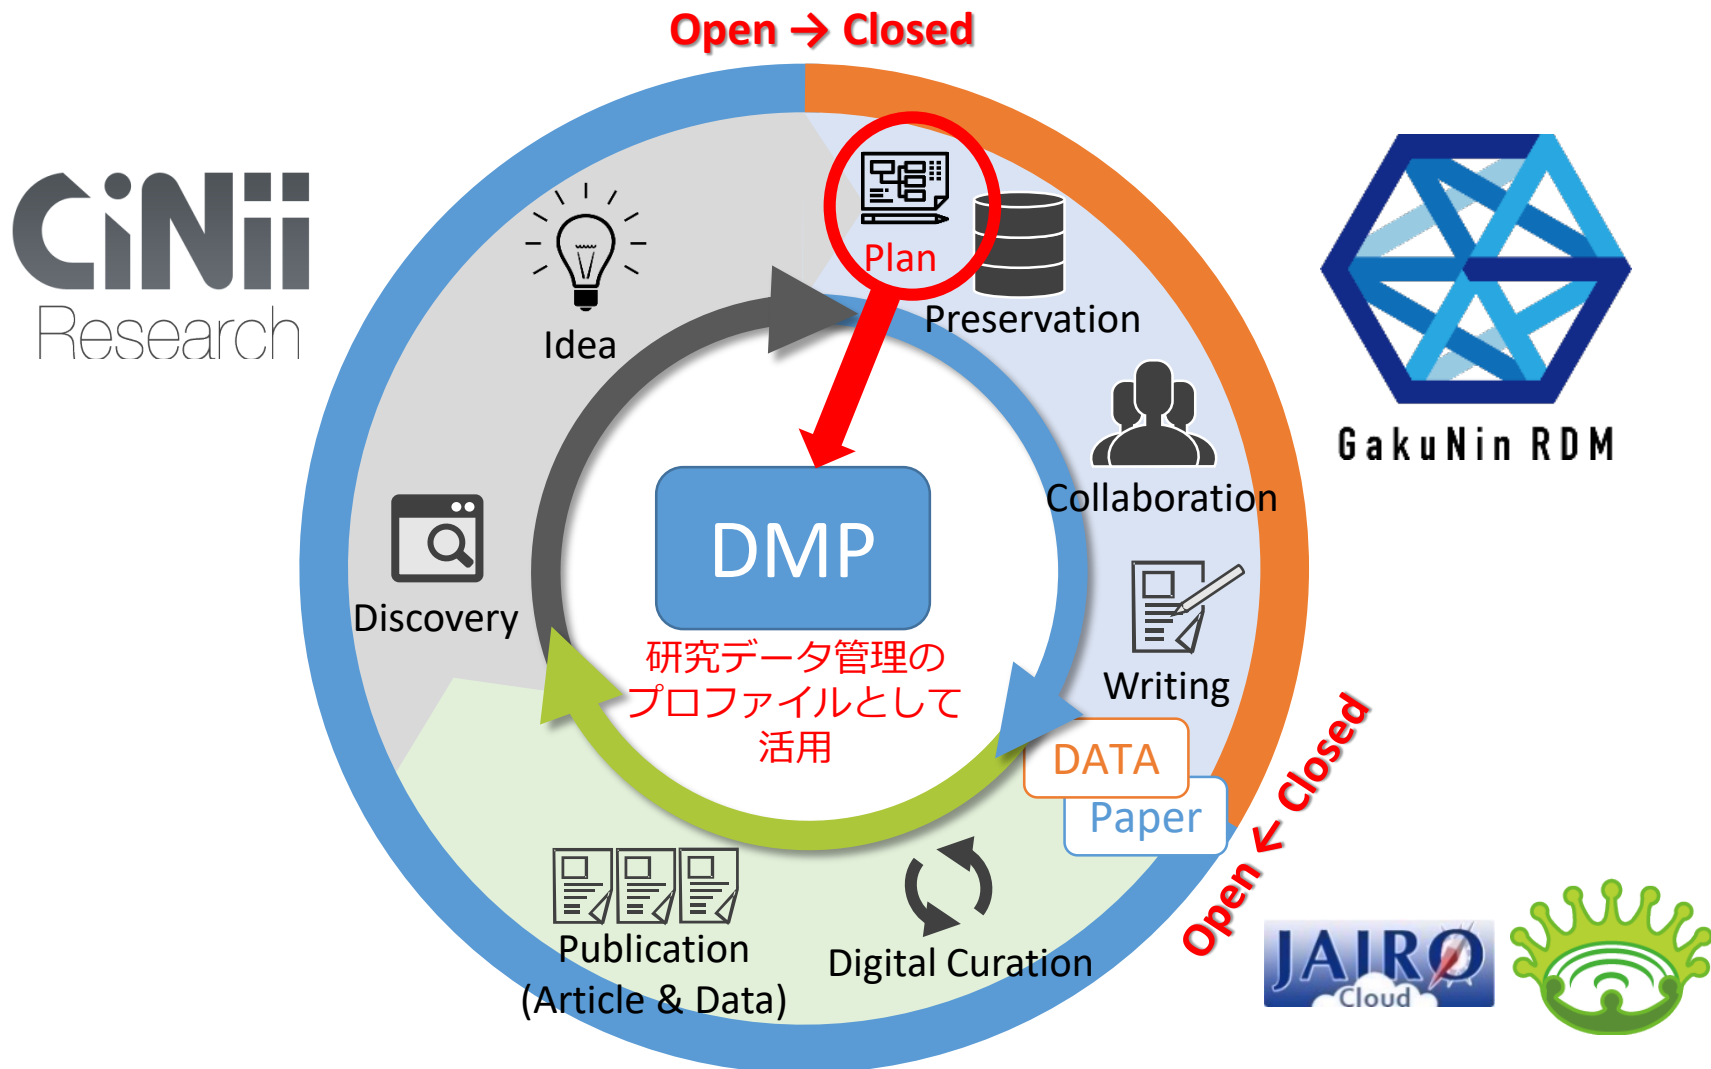 Open → Closed
CiNii
Research
Idea
Plan
Preservation
GakuNin RDM
Collaboration
Discovery
DMP
研究データ管理の
プロファイルとして
活用
Writing
DATA
Paper
Open ← Closed
Publication
(Article & Data)
Digital Curation
JAIRO
Cloud